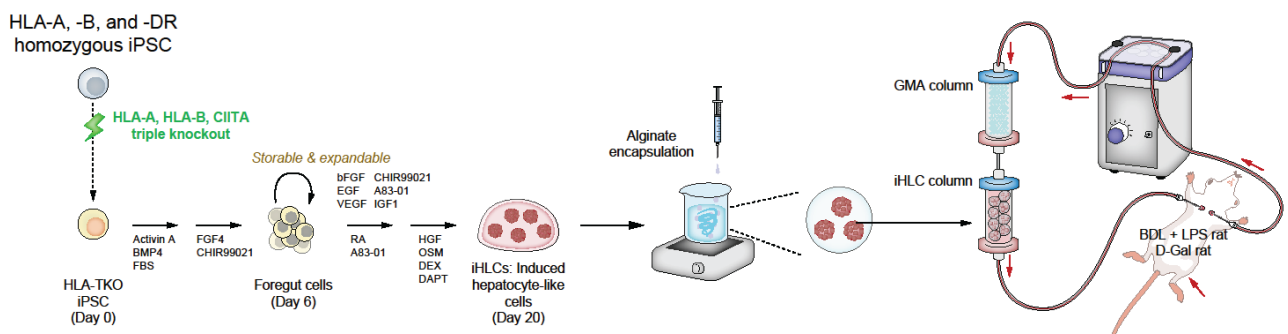 HLA-A, -B, and -DR
homozygous iPSC
HLA-A, HLA-B, CIITA
triple knockout
HLA-TKO
iPSC
(Day 0)
Activin A
BMP4
FBS
FGF4
CHIR99021
Storable & expandable
bFGF CHIR99021
EGF A83-01
VEGF IGF1
Foregut cells
(Day 6)
RA
A83-01
HGF
OSM
DEX
DAPT
iHLCs: Induced
hepatocyte-like
cells
(Day 20)
Alginate
encapsulation
GMA column
iHLC column
BDL + LPS rat
D-Gal rat